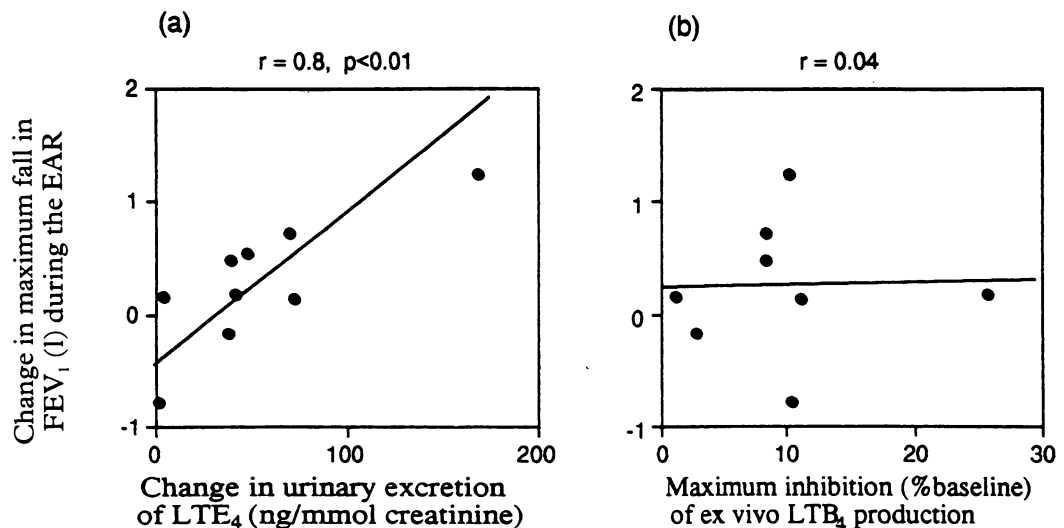 (a)
r = 0.8, p<0.01
(b)
r = 0.04
Change in maximum fall in
FEV₁ (l) during the EAR
2
1
0
-1
0
100
200
Change in urinary excretion
of LTE₄ (ng/mmol creatinine)
2
1
0
-1
0
10
20
30
Maximum inhibition (%baseline)
of ex vivo LTB₄ production